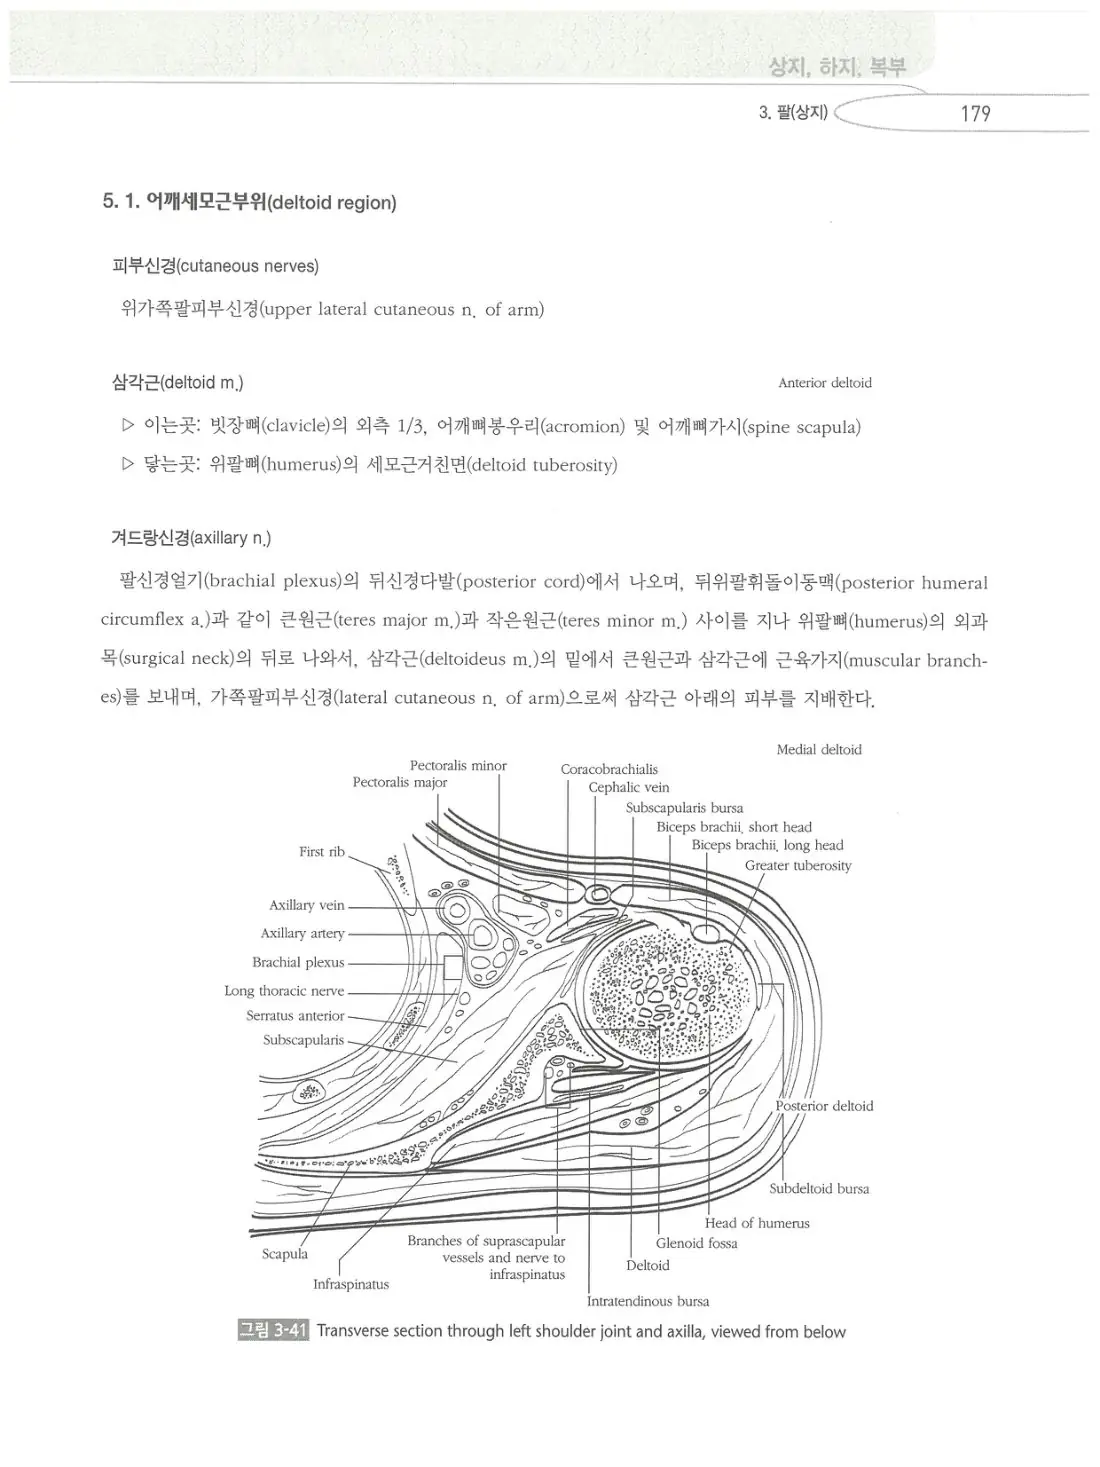 상지, 하지, 복부
3. 팔(상지)
179
5. 1. 어깨세모근부위(deltoid region)
피부신경(cutaneous nerves)
위가쪽팔피부신경(upper lateral cutaneous n. of arm)
삼각근(deltoid m.)
Anterior deltoid
▷ 이는곳: 빗장뼈(clavicle)의 외측 1/3, 어깨뼈봉우리(acromion) 및 어깨뼈가시(spine scapula)
▷ 닿는곳: 위팔뼈(humerus)의 세모근거친면(deltoid tuberosity)
겨드랑신경(axillary n.)
팔신경얼기(brachial plexus)의 뒤신경다발(posterior cord)에서 나오며, 뒤위팔휘돌이동맥(posterior humeral
circumflex a.)과 같이 큰원근(teres major m.)과 작은원근(teres minor m.) 사이를 지나 위팔뼈(humerus)의 외과
목(surgical neck)의 뒤로 나와서, 삼각근(deltoideus m.)의 밑에서 큰원근과 삼각근에 근육가지(muscular branch-
es)를 보내며, 가쪽팔피부신경(lateral cutaneous n. of arm)으로써 삼각근 아래의 피부를 지배한다.
Medial deltoid
Pectoralis minor
Coracobrachialis
Pectoralis major
Cephalic vein
Subscapularis bursa
Biceps brachii, short head
Biceps brachii, long head
First rib
Greater tuberosity
Axillary vein
Axillary artery
Brachial plexus
Long thoracic nerve
Serratus anterior
Subscapularis
Posterior deltoid
Subdeltoid bursa
Head of humerus
Glenoid fossa
Branches of suprascapular
vessels and nerve to
infraspinatus
Scapula
Deltoid
Infraspinatus
Intratendinous bursa
그림 3-41 Transverse section through left shoulder joint and axilla, viewed from below